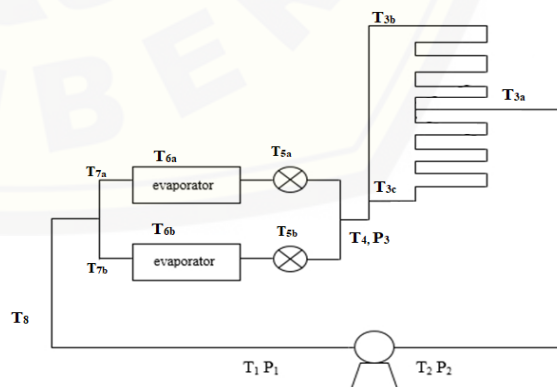 T3b
T3a
T6a
T5a
T7a
evaporator
T3c
T6b
T5b
T4, P3
evaporator
T7b
T8
T1 P1
T2 P2